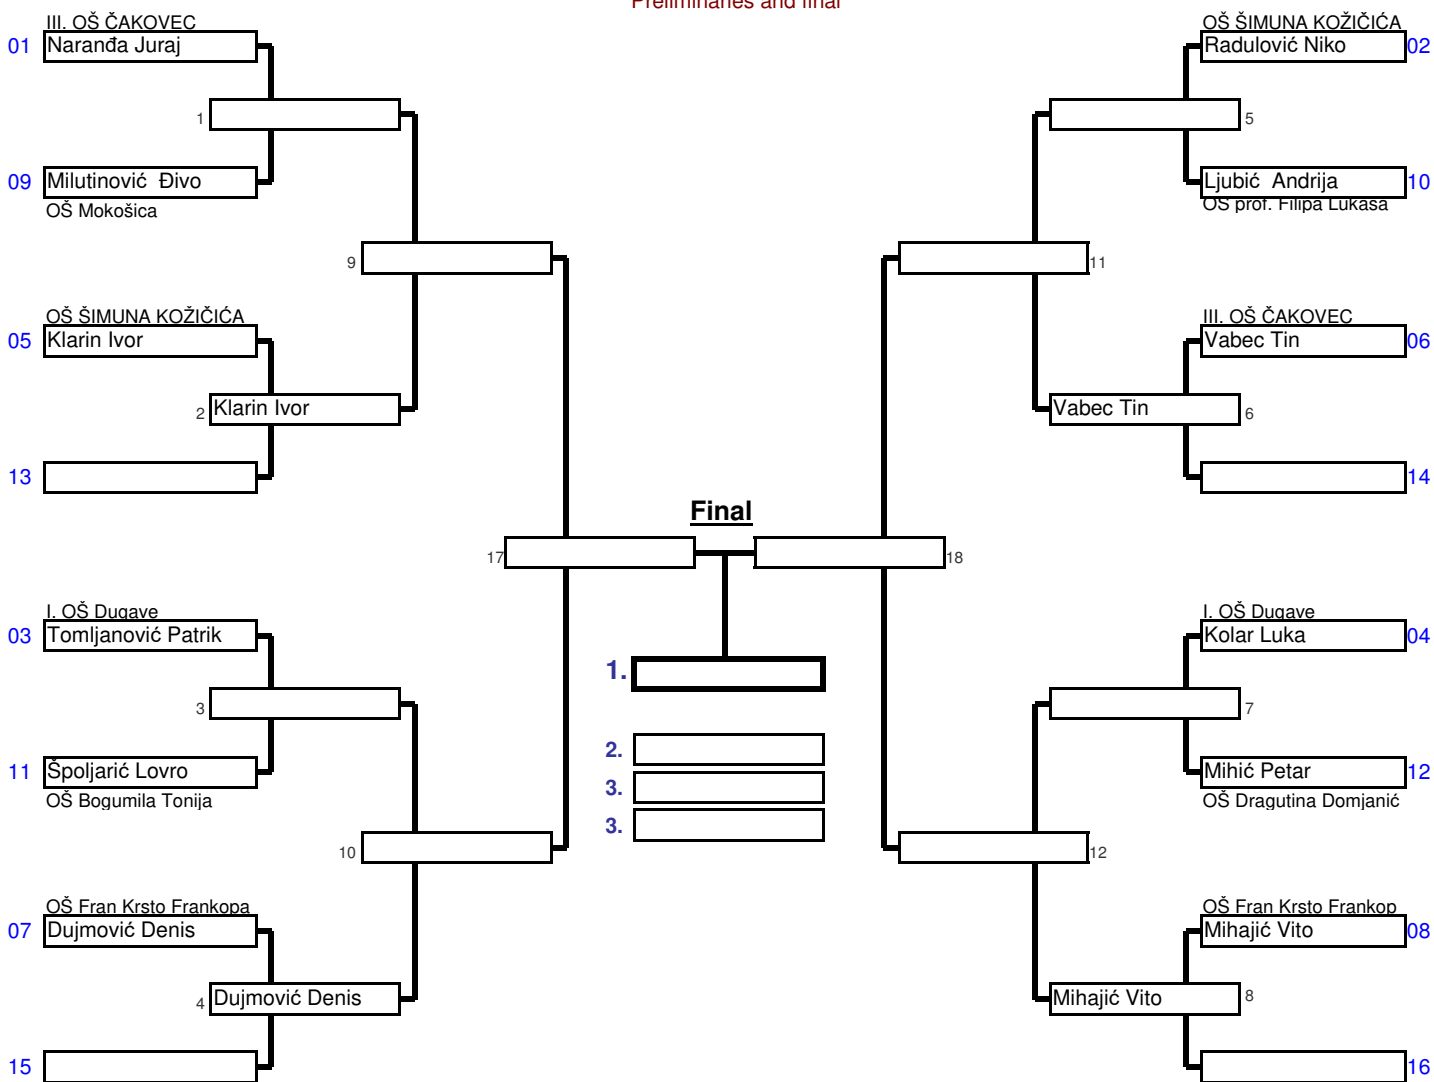 Preliminaries and final
III. OŠ ČAKOVEC
01 Naranđa Juraj
1
09 Milutinović  Đivo
OŠ Mokošica
9
OŠ ŠIMUNA KOŽIČIĆA
05 Klarin Ivor
2 Klarin Ivor
13
17
I. OŠ Dugave
03 Tomljanović Patrik
3
11 Špoljarić Lovro
OŠ Bogumila Tonija
10
OŠ Fran Krsto Frankopa
07 Dujmović Denis
4 Dujmović Denis
15
Final
1.
2.
3.
3.
OŠ ŠIMUNA KOŽIČIĆA
Radulović Niko 02
5
Ljubić  Andrija 10
OŠ prof. Filipa Lukasa
11
III. OŠ ČAKOVEC
Vabec Tin 06
Vabec Tin 6
14
18
I. OŠ Dugave
Kolar Luka 04
7
Mihić Petar 12
OŠ Dragutina Domjanić
12
OŠ Fran Krsto Frankop
Mihajić Vito 08
Mihajić Vito 8
16